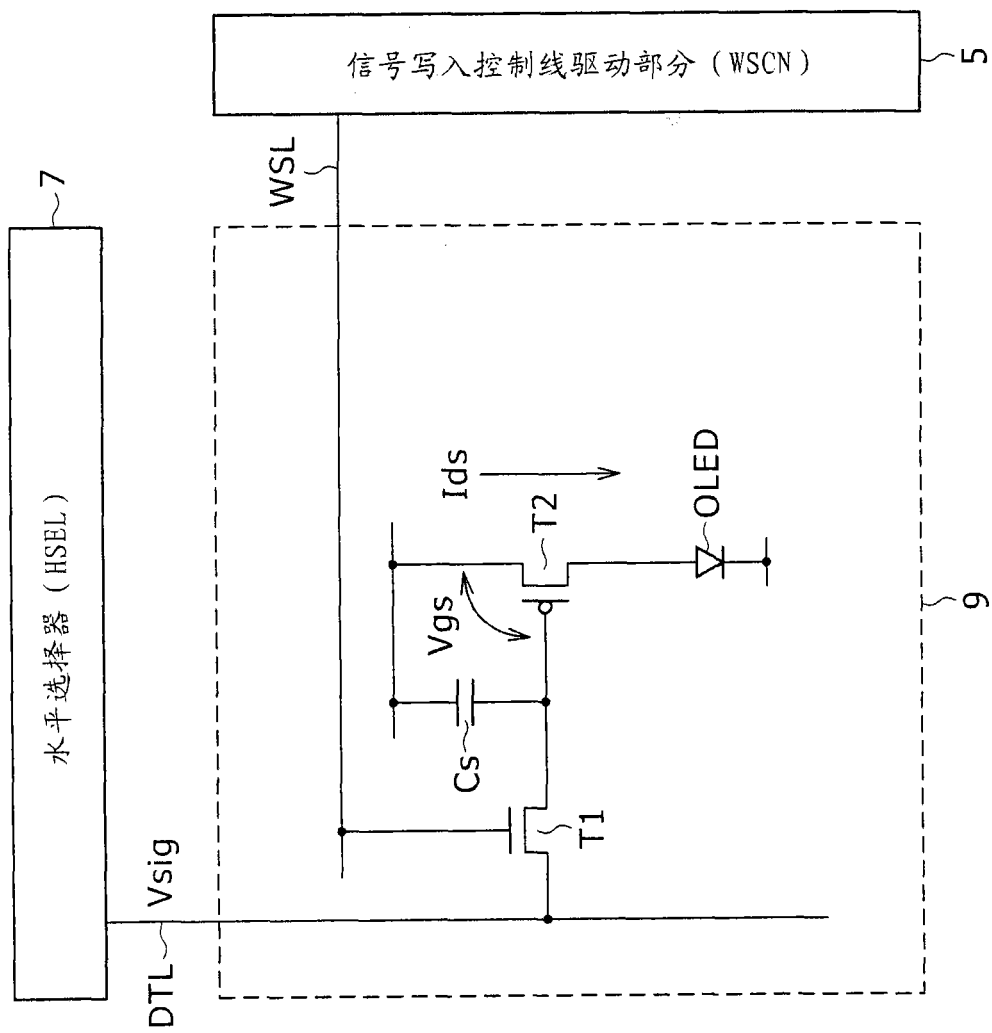 水平选择器(HSEL)
7
DTL
Vsig
WSL
信号写入控制线驱动部分(WSCN)
5
Ids
Vgs
Cs
T1
T2
OLED
9